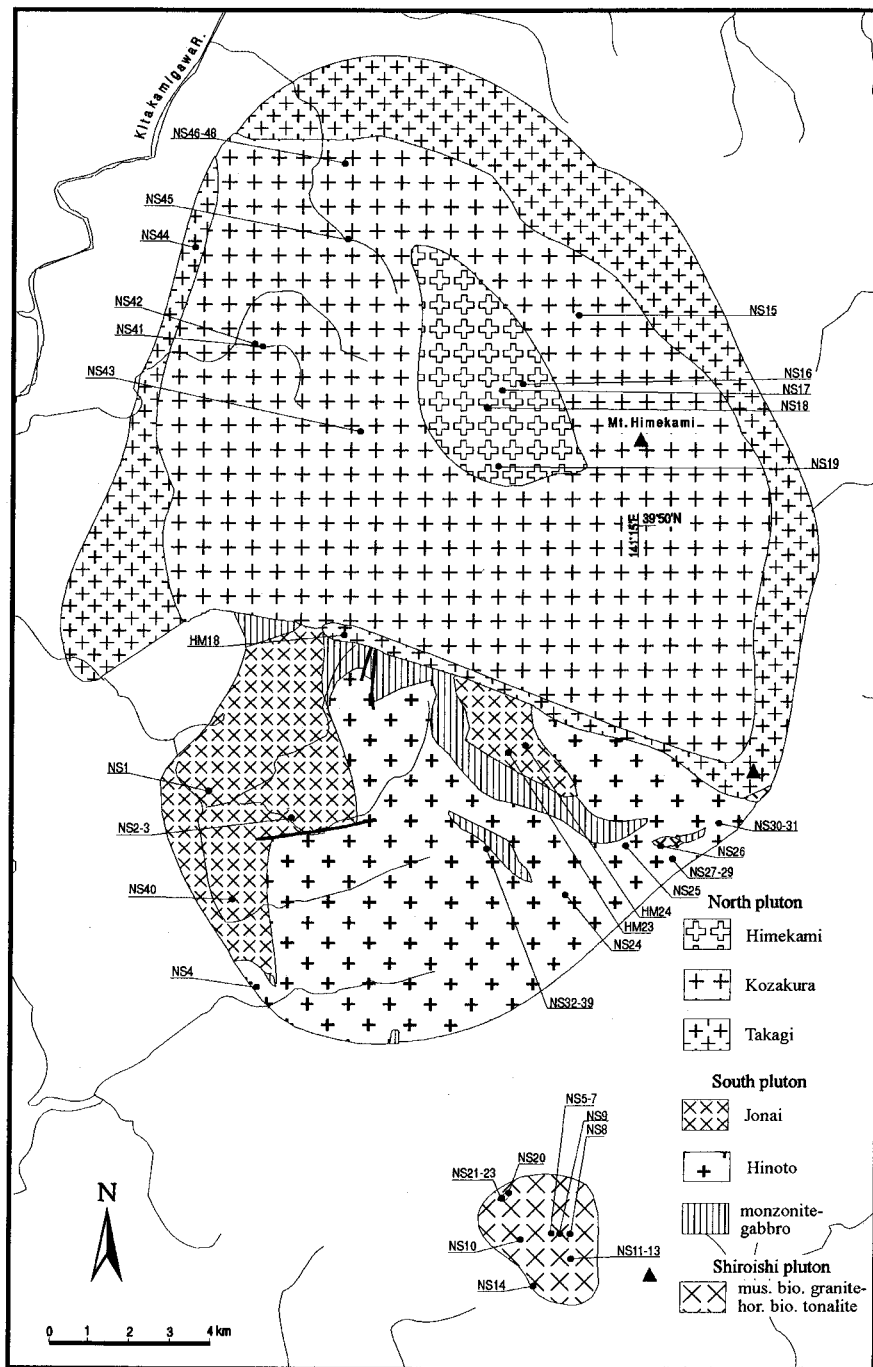 Kitakamigawa R.
NS46-48
NS45
NS44
NS42
NS41
NS43
NS15
NS16
NS17
NS18
Mt. Himekami
NS19
141°15'E
39°50'N
HM18
NS1
NS2-3
NS40
NS4
NS30-31
NS26
NS27-29
NS25
HM24
HM23
NS24
NS32-39
North pluton
Himekami
Kozakura
Takagi
South pluton
Jonai
Hinoto
monzonite-
gabbro
Shiroishi pluton
mus. bio. granite-
hor. bio. tonalite
NS5-7
NS9
NS8
NS20
NS21-23
NS10
NS11-13
NS14
N
0 1 2 4 km